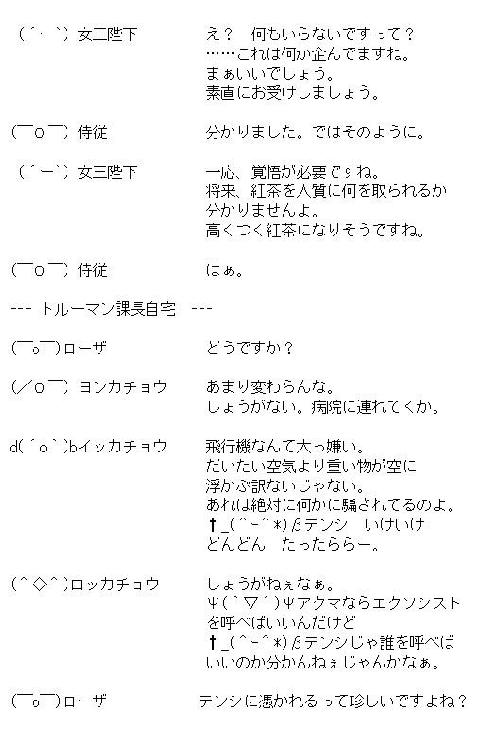 (´ー`) 女二陛下　え？　何もいらないですって？
……これは何か企んでますね。
まぁいいでしょう。
素直にお受けしましょう。
(￣Ｏ￣) 侍従　分かりました。ではそのように。
(´ー`) 女三陛下　一応、覚悟が必要ですね。
将来、紅茶を人質に何を取られるか
分かりませんよ。
高くつく紅茶になりそうですね。
(￣Ｏ￣) 侍従　はぁ。
--- トルーマン課長自宅 ---
(￣o￣)ローザ　どうですか？
(／Ｏ￣) ヨンカチョウ　あまり変わらんな。
しょうがない。病院に連れてくか。
d(´o｀)bイッカチョウ　飛行機なんて大っ嫌い。
だいたい空気より重い物が空に
浮かぶ訳ないじゃない。
あれは絶対に何かに騙されてるのよ。
†_(ˆ-ˆ*)βテンシ　いけいけ
どんどん　たったららー。
(＾◇＾)ロッカチョウ　しょうがねぇなぁ。
Ψ(｀▽´)Ψアクマならエクソシスト
を呼べばいいんだけど
†_(ˆ-ˆ*)βテンシじゃ誰を呼べば
いいのか分かんねぇじゃんかなぁ。
(￣o￣)ローザ　テンシに憑かれるって珍しいですよね？